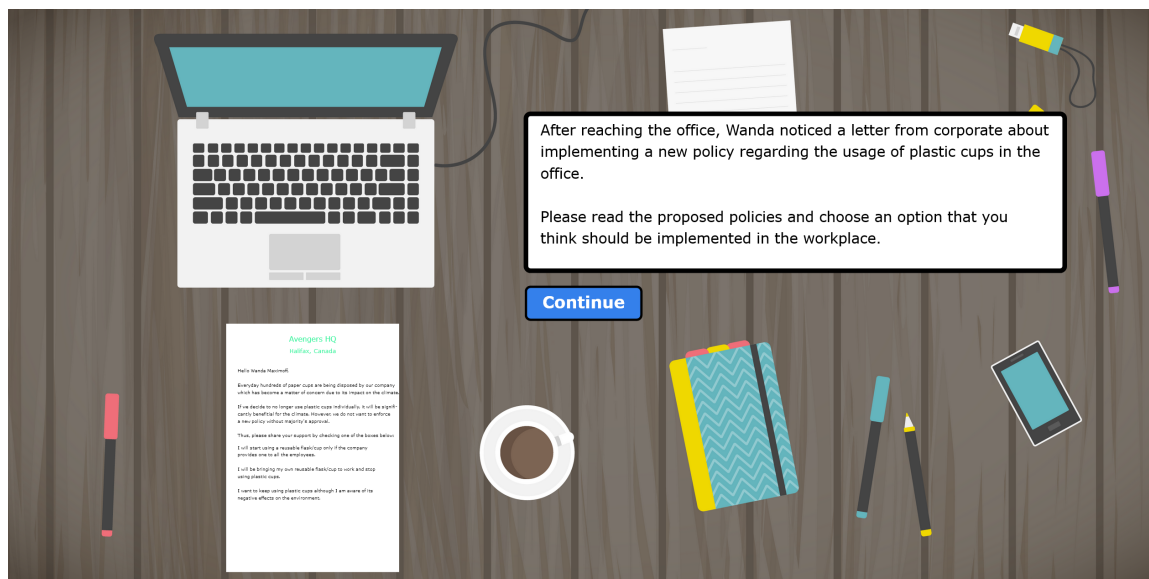 After reaching the office, Wanda noticed a letter from corporate about
implementing a new policy regarding the usage of plastic cups in the
office.
Please read the proposed policies and choose an option that you
think should be implemented in the workplace.
Continue
Avengers HQ
Halifax, Canada
Hello Wanda Maximoff,
Everyday hundreds of paper cups are being disposed by our company
which has become a matter of concern due to its impact on the climate.
If we decide to no longer use plastic cups individually, it will be signifi-
cantly benefitial for the climate. However, we do not want to enforce
a new policy without majority's approval.
Thus, please share your support by checking one of the boxes below:
I will start using a reusable flask/cup only if the company
provides one to all the employees.
I will be bringing my own reusable flask/cup to work and stop
using plastic cups.
I want to keep using plastic cups although I am aware of its
negative effects on the environment.